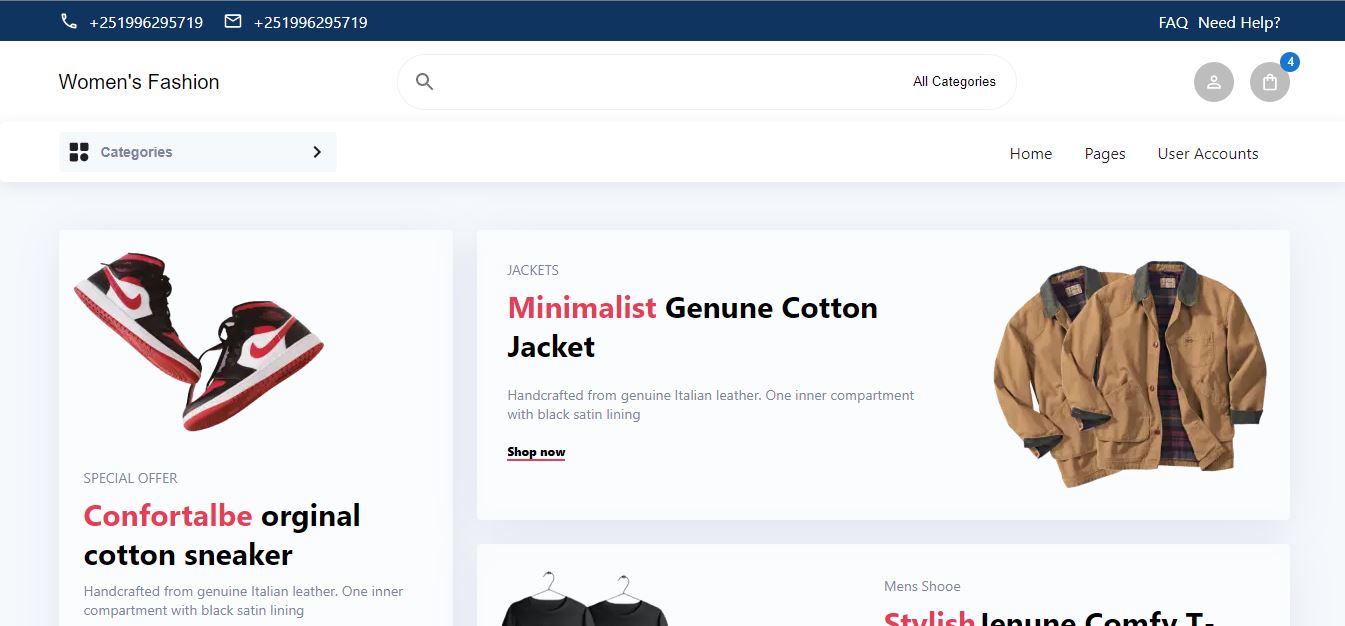 +251996295719 +251996295719 FAQ Need Help?
Women's Fashion All Categories 4
Categories Home Pages User Accounts
SPECIAL OFFER
Confortalbe orginal
cotton sneaker
Handcrafted from genuine Italian leather. One inner
compartment with black satin lining
JACKETS
Minimalist Genune Cotton
Jacket
Handcrafted from genuine Italian leather. One inner compartment
with black satin lining
Shop now
Mens Shooe
Stylish Jenune Comfy T-